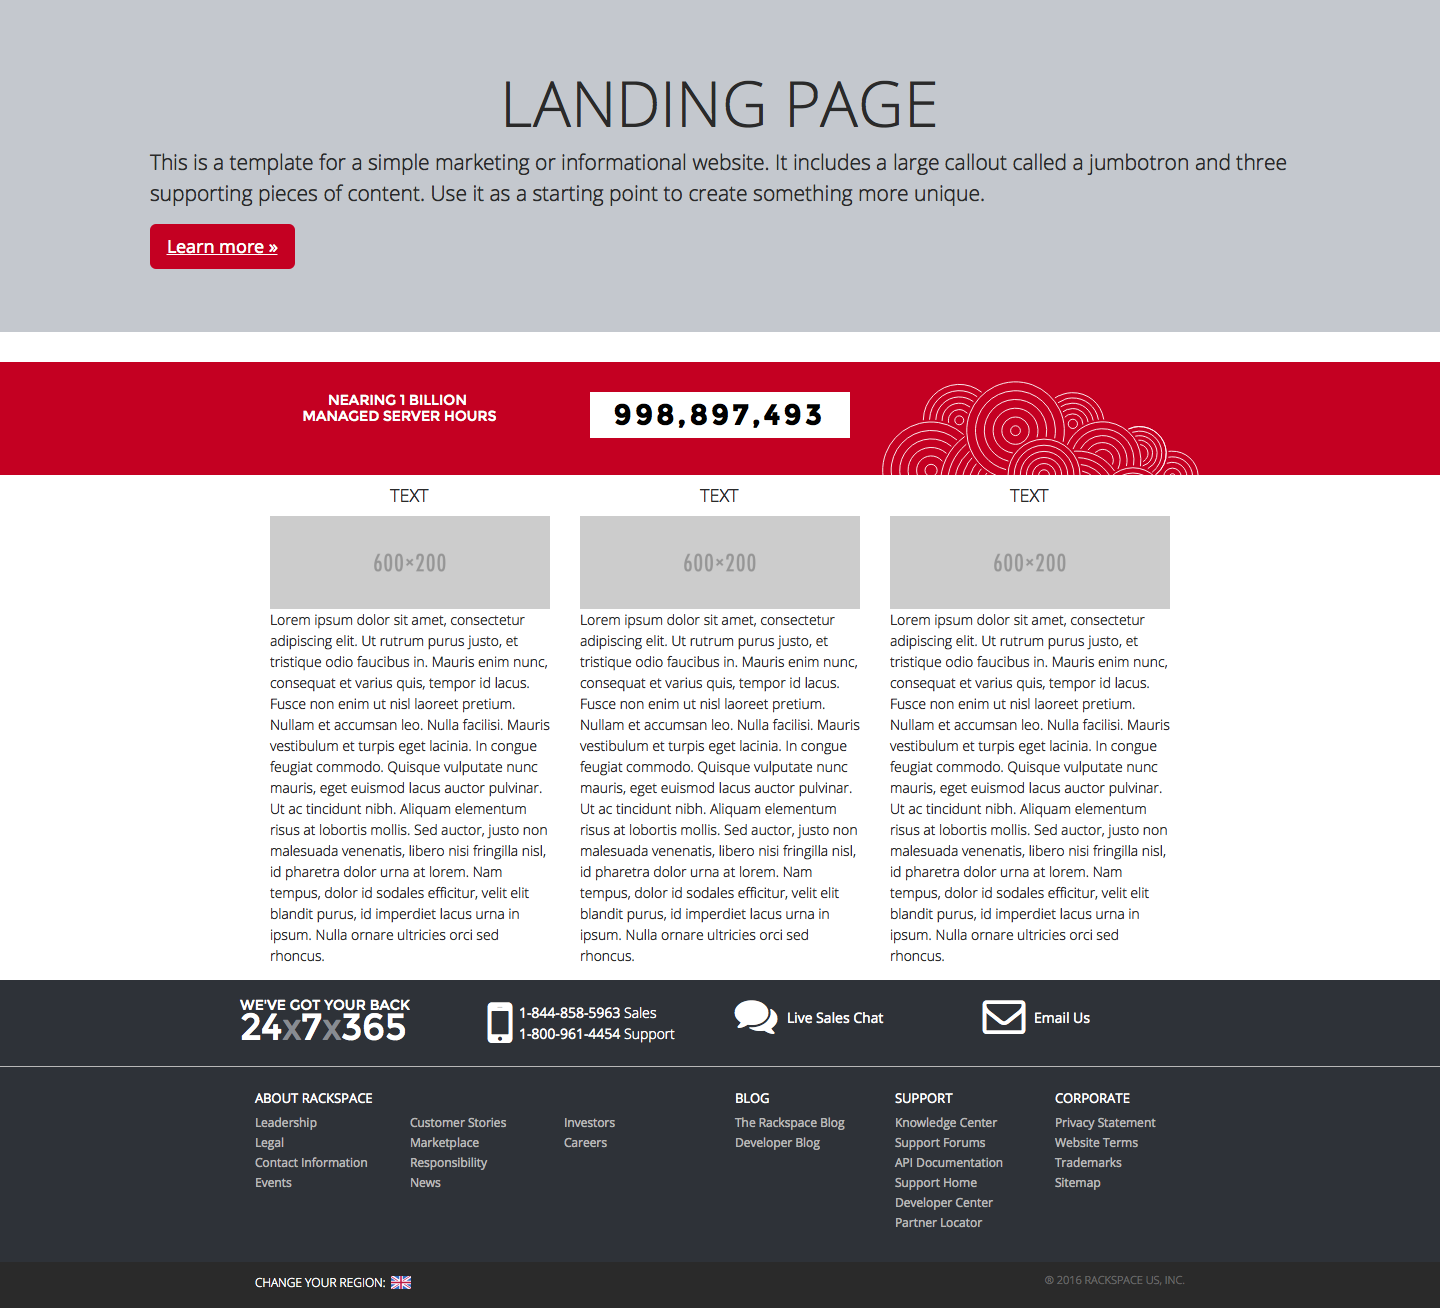 LANDING PAGE
This is a template for a simple marketing or informational website. It includes a large callout called a jumbotron and three
supporting pieces of content. Use it as a starting point to create something more unique.
Learn more »
NEARING 1 BILLION
MANAGED SERVER HOURS
998,897,493
TEXT
600×200
Lorem ipsum dolor sit amet, consectetur
adipiscing elit. Ut rutrum purus justo, et
tristique odio faucibus in. Mauris enim nunc,
consequat et varius quis, tempor id lacus.
Fusce non enim ut nisl laoreet pretium.
Nullam et accumsan leo. Nulla facilisi. Mauris
vestibulum et turpis eget lacinia. In congue
feugiat commodo. Quisque vulputate nunc
mauris, eget euismod lacus auctor pulvinar.
Ut ac tincidunt nibh. Aliquam elementum
risus at lobortis mollis. Sed auctor, justo non
malesuada venenatis, libero nisi fringilla nisl,
id pharetra dolor urna at lorem. Nam
tempus, dolor id sodales efficitur, velit elit
blandit purus, id imperdiet lacus urna in
ipsum. Nulla ornare ultricies orci sed
rhoncus.
TEXT
600×200
Lorem ipsum dolor sit amet, consectetur
adipiscing elit. Ut rutrum purus justo, et
tristique odio faucibus in. Mauris enim nunc,
consequat et varius quis, tempor id lacus.
Fusce non enim ut nisl laoreet pretium.
Nullam et accumsan leo. Nulla facilisi. Mauris
vestibulum et turpis eget lacinia. In congue
feugiat commodo. Quisque vulputate nunc
mauris, eget euismod lacus auctor pulvinar.
Ut ac tincidunt nibh. Aliquam elementum
risus at lobortis mollis. Sed auctor, justo non
malesuada venenatis, libero nisi fringilla nisl,
id pharetra dolor urna at lorem. Nam
tempus, dolor id sodales efficitur, velit elit
blandit purus, id imperdiet lacus urna in
ipsum. Nulla ornare ultricies orci sed
rhoncus.
TEXT
600×200
Lorem ipsum dolor sit amet, consectetur
adipiscing elit. Ut rutrum purus justo, et
tristique odio faucibus in. Mauris enim nunc,
consequat et varius quis, tempor id lacus.
Fusce non enim ut nisl laoreet pretium.
Nullam et accumsan leo. Nulla facilisi. Mauris
vestibulum et turpis eget lacinia. In congue
feugiat commodo. Quisque vulputate nunc
mauris, eget euismod lacus auctor pulvinar.
Ut ac tincidunt nibh. Aliquam elementum
risus at lobortis mollis. Sed auctor, justo non
malesuada venenatis, libero nisi fringilla nisl,
id pharetra dolor urna at lorem. Nam
tempus, dolor id sodales efficitur, velit elit
blandit purus, id imperdiet lacus urna in
ipsum. Nulla ornare ultricies orci sed
rhoncus.
WE'VE GOT YOUR BACK
24x7x365
1-844-858-5963 Sales
1-800-961-4454 Support
Live Sales Chat
Email Us
ABOUT RACKSPACE
Leadership
Legal
Contact Information
Events
Customer Stories
Marketplace
Responsibility
News
Investors
Careers
BLOG
The Rackspace Blog
Developer Blog
SUPPORT
Knowledge Center
Support Forums
API Documentation
Support Home
Developer Center
Partner Locator
CORPORATE
Privacy Statement
Website Terms
Trademarks
Sitemap
CHANGE YOUR REGION:
® 2016 RACKSPACE US, INC.